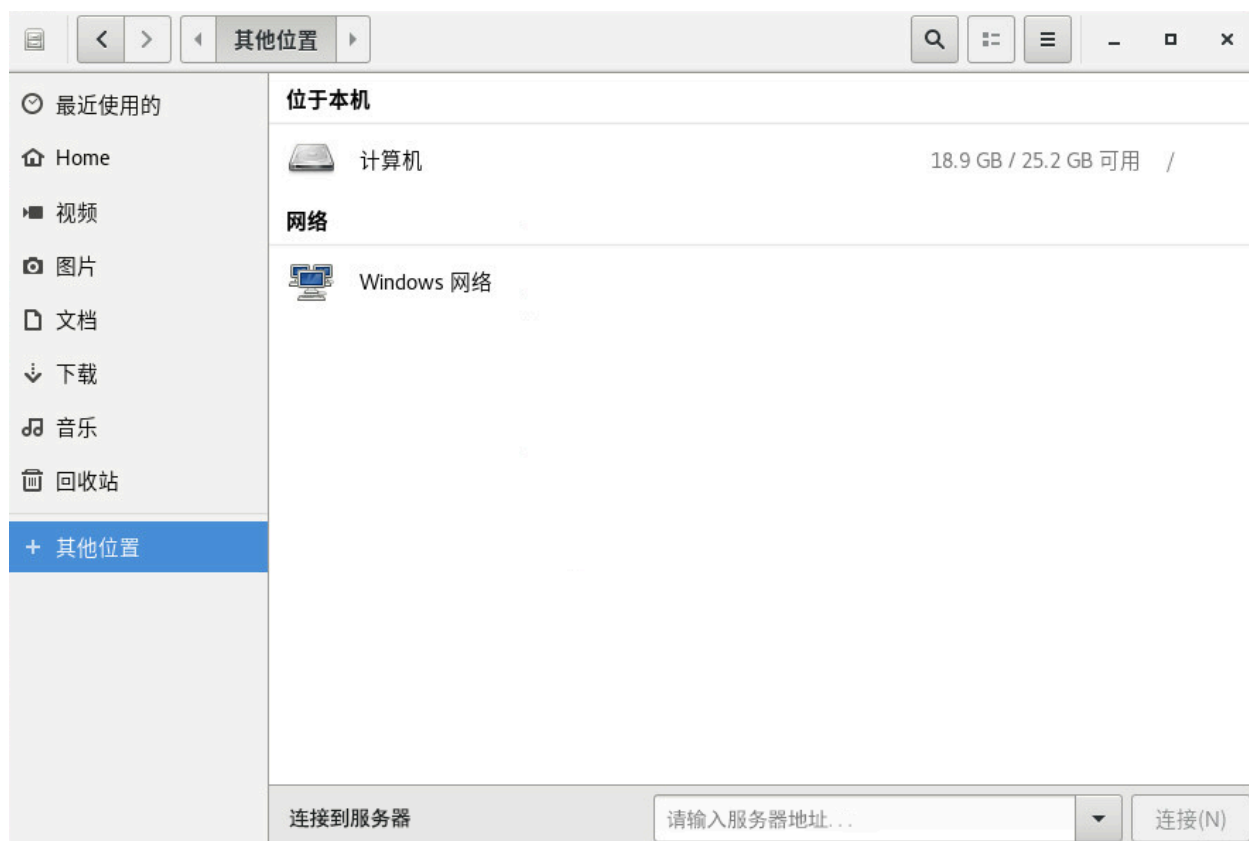 其他位置
最近使用的
Home
视频
图片
文档
下载
音乐
回收站
其他位置
位于本机
计算机 18.9 GB / 25.2 GB 可用 /
网络
Windows 网络
连接到服务器 请输入服务器地址... 连接(N)